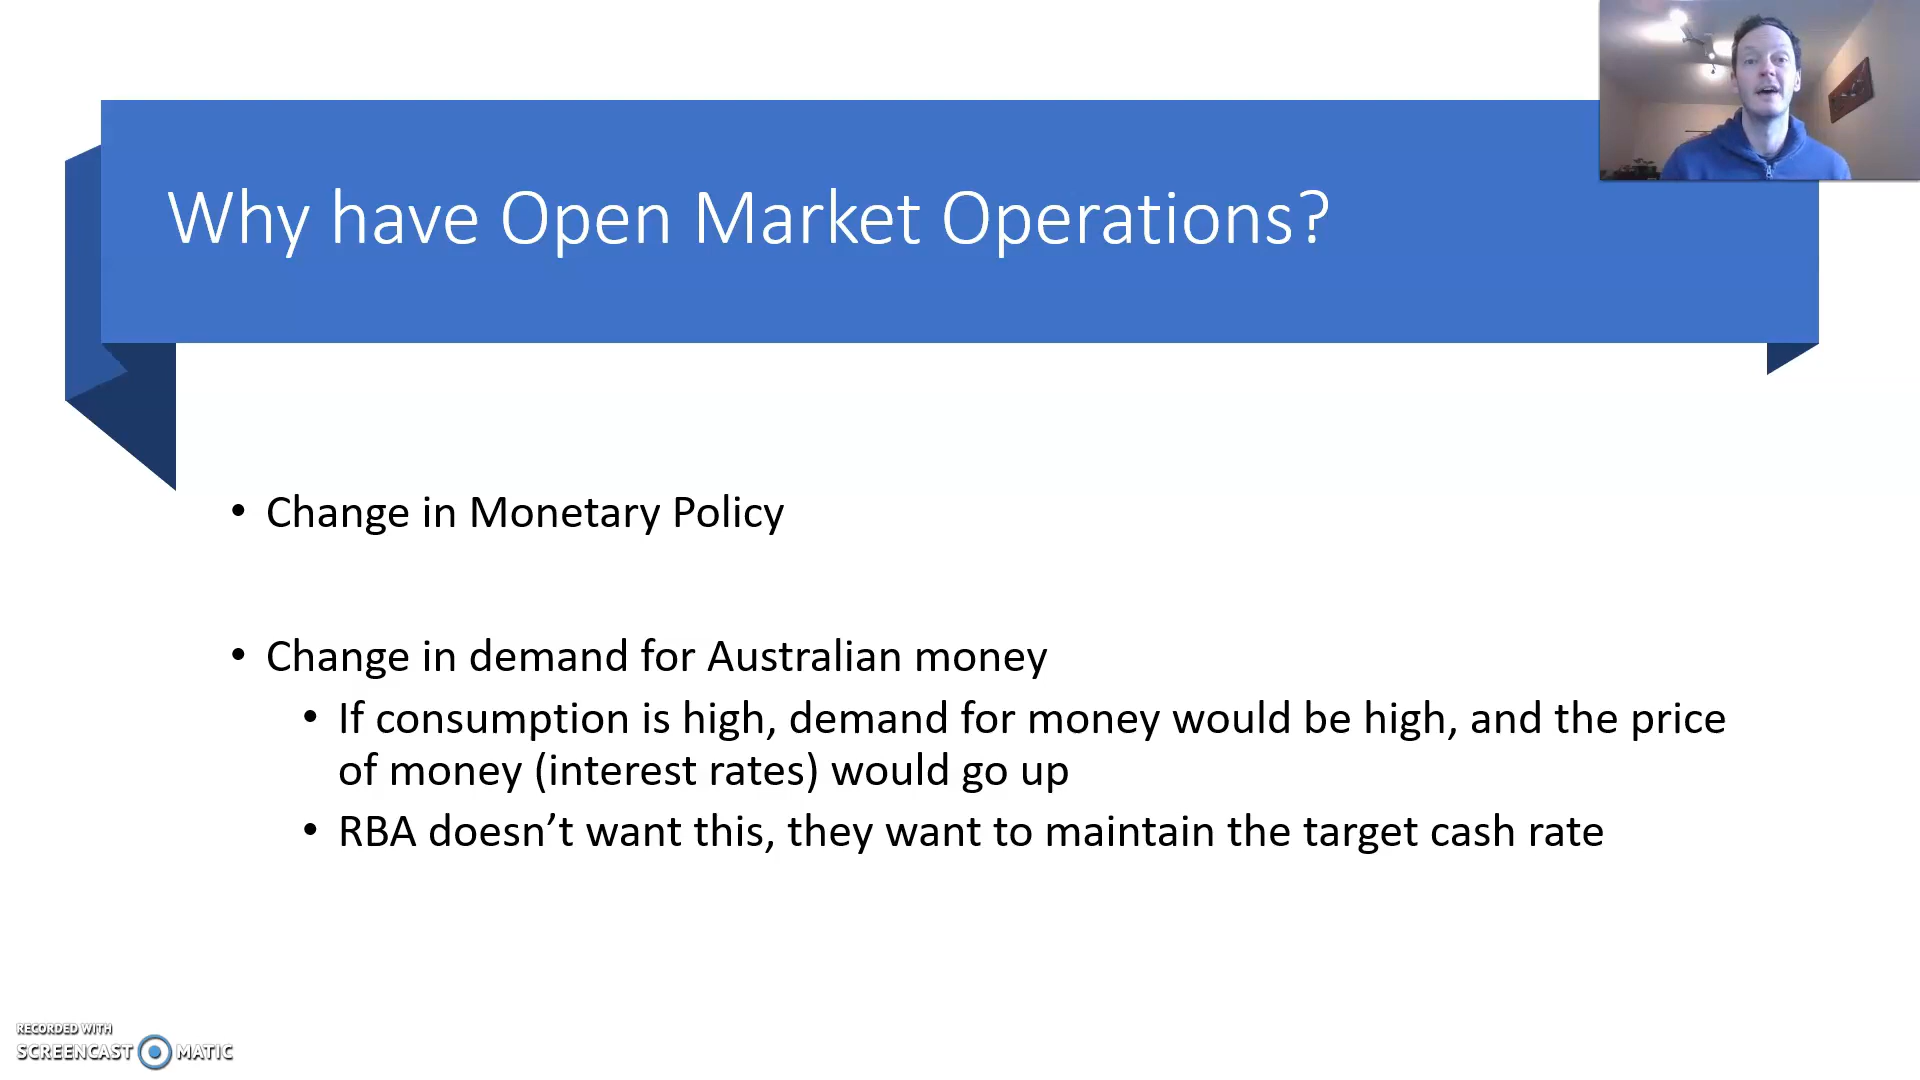 Why have Open Market Operations?
• Change in Monetary Policy
• Change in demand for Australian money
• If consumption is high, demand for money would be high, and the price
of money (interest rates) would go up
• RBA doesn’t want this, they want to maintain the target cash rate
RECORDED WITH
SCREENCAST MATIC